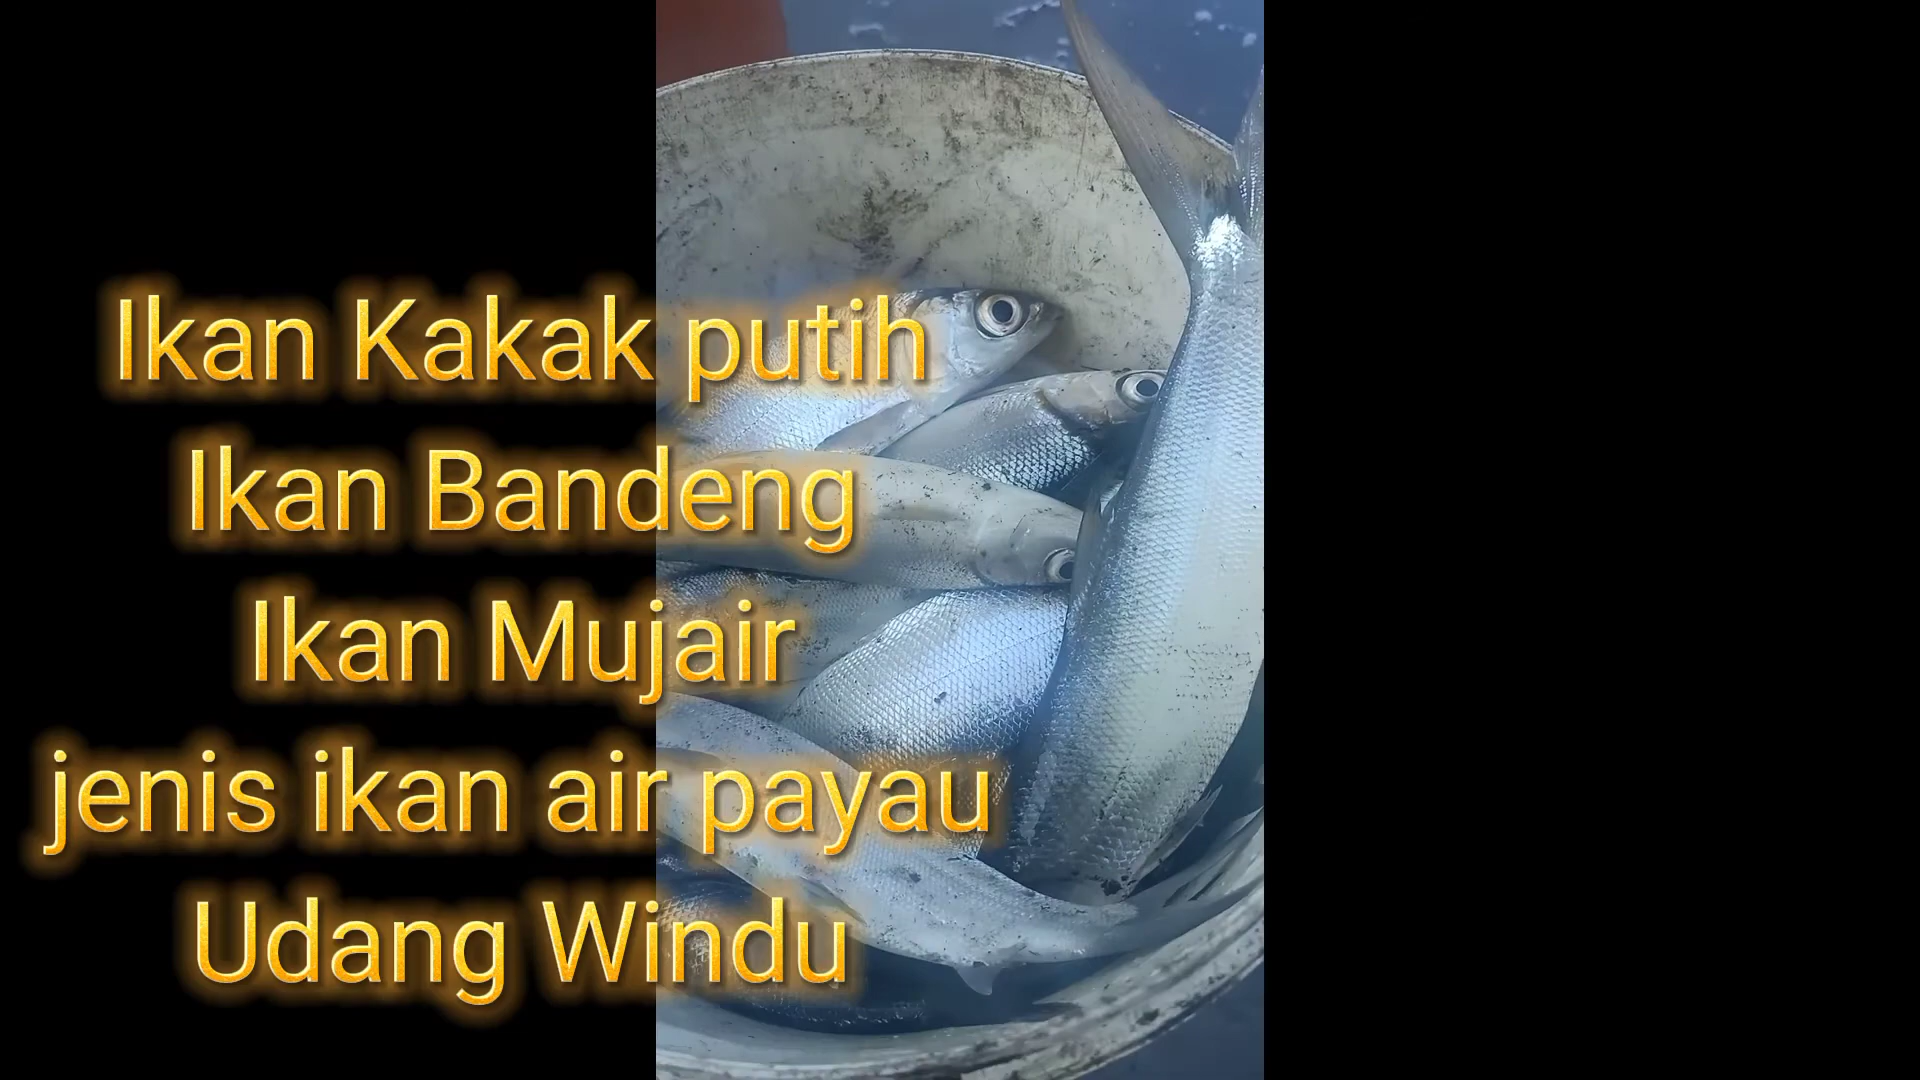 Ikan Kakak putih
Ikan Bandeng
Ikan Mujair
jenis ikan air payau
Udang Windu